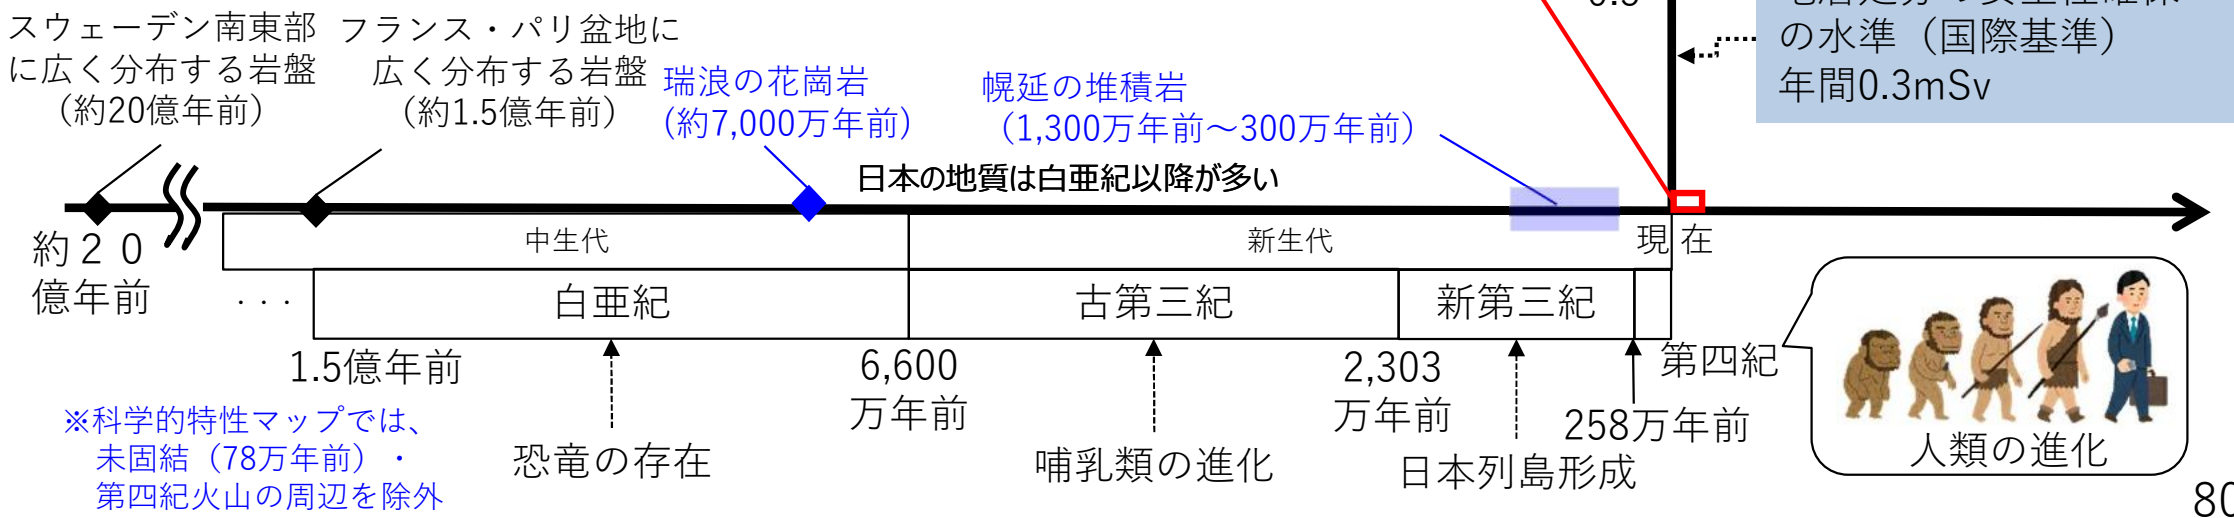 スウェーデン南東部
に広く分布する岩盤
（約20億年前）
フランス・パリ盆地に
広く分布する岩盤
（約1.5億年前）
瑞浪の花崗岩
（約7,000万年前）
幌延の堆積岩
（1,300万年前～300万年前）
の水準（国際基準）
年間0.3mSv
日本の地質は白亜紀以降が多い
約２０
億年前
中生代
新生代
現在
・・・
白亜紀
古第三紀
新第三紀
第四紀
1.5億年前
6,600
万年前
2,303
万年前
258万年前
恐竜の存在
哺乳類の進化
日本列島形成
人類の進化
※科学的特性マップでは、
未固結（78万年前）・
第四紀火山の周辺を除外
80